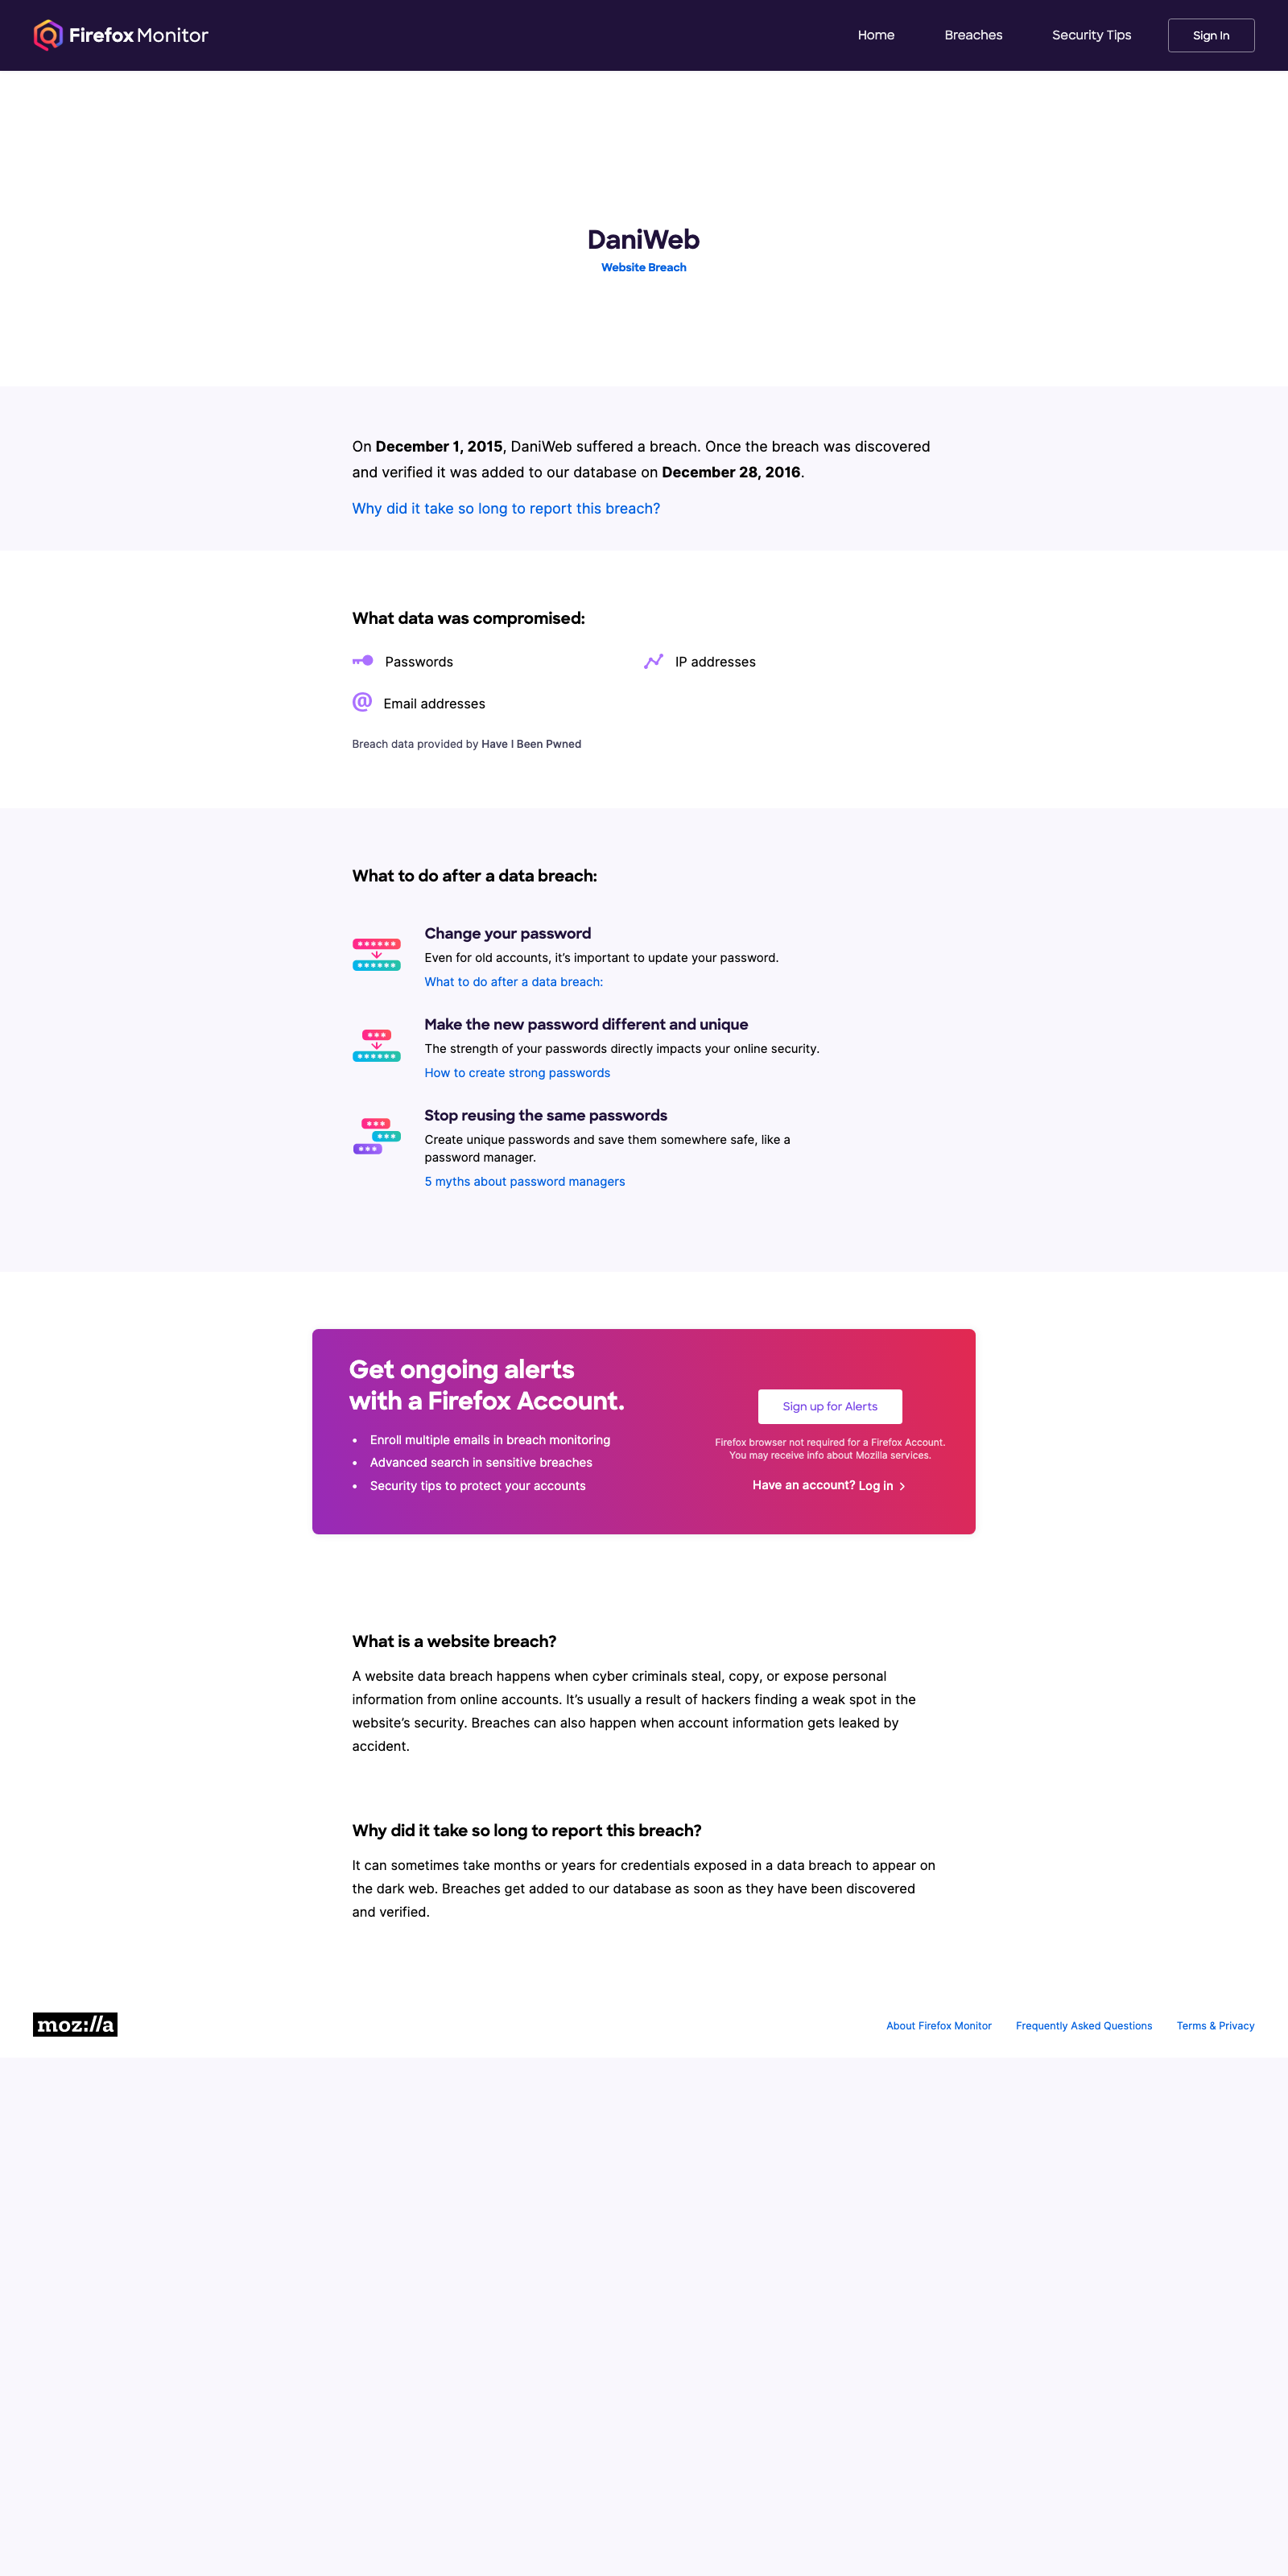 Firefox Monitor
Home
Breaches
Security Tips
Sign In
DaniWeb
Website Breach
On December 1, 2015, DaniWeb suffered a breach. Once the breach was discovered
and verified it was added to our database on December 28, 2016.
Why did it take so long to report this breach?
What data was compromised:
Passwords
IP addresses
Email addresses
Breach data provided by Have I Been Pwned
What to do after a data breach:
Change your password
Even for old accounts, it’s important to update your password.
What to do after a data breach:
Make the new password different and unique
The strength of your passwords directly impacts your online security.
How to create strong passwords
Stop reusing the same passwords
Create unique passwords and save them somewhere safe, like a
password manager.
5 myths about password managers
Get ongoing alerts
with a Firefox Account.
• Enroll multiple emails in breach monitoring
• Advanced search in sensitive breaches
• Security tips to protect your accounts
Sign up for Alerts
Firefox browser not required for a Firefox Account.
You may receive info about Mozilla services.
Have an account? Log in
What is a website breach?
A website data breach happens when cyber criminals steal, copy, or expose personal
information from online accounts. It’s usually a result of hackers finding a weak spot in the
website’s security. Breaches can also happen when account information gets leaked by
accident.
Why did it take so long to report this breach?
It can sometimes take months or years for credentials exposed in a data breach to appear on
the dark web. Breaches get added to our database as soon as they have been discovered
and verified.
moz://a
About Firefox Monitor
Frequently Asked Questions
Terms & Privacy